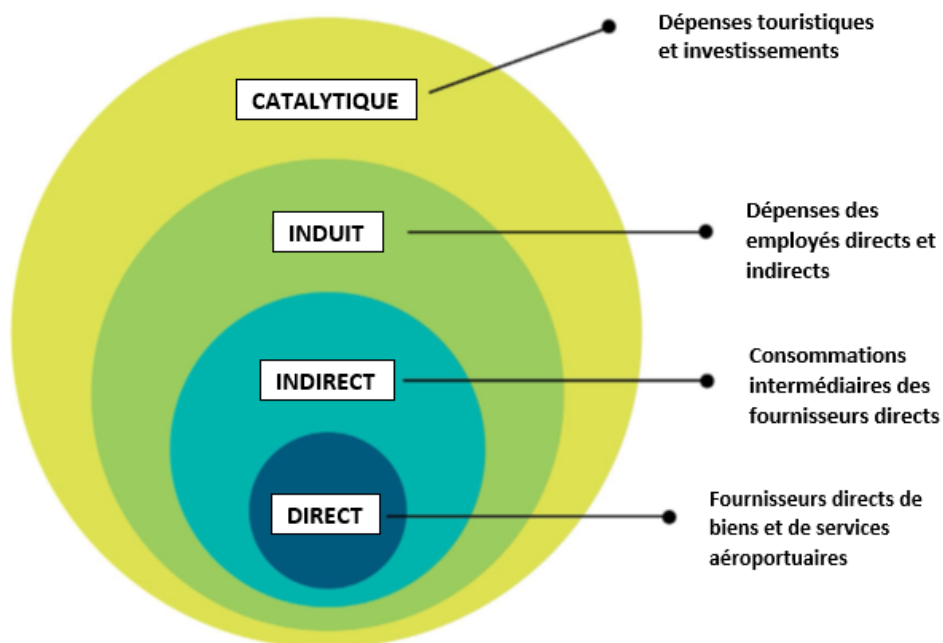 Dépenses touristiques
et investissements
CATALYTIQUE
INDUIT
Dépenses des
employés directs et
indirects
INDIRECT
Consommations
intermédiaires des
fournisseurs directs
DIRECT
Fournisseurs directs de
biens et de services
aéroportuaires